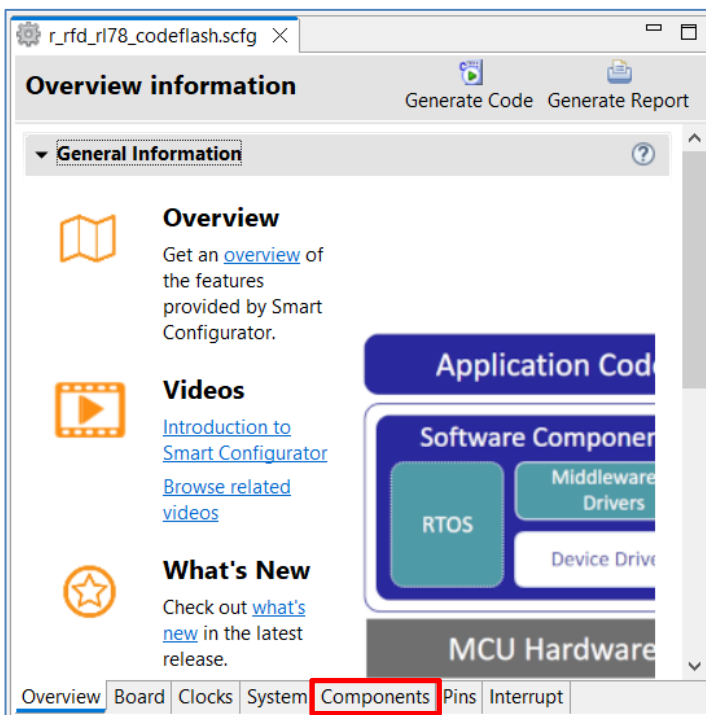 r_rfd_rl78_codeflash.scfg
Overview information
Generate Code Generate Report
General Information
Overview
Get an overview of
the features
provided by Smart
Configurator.
Videos
Introduction to
Smart Configurator
Browse related
videos
What's New
Check out what's
new in the latest
release.
Application Cod
Software Componen
RTOS
Middleware
Drivers
Device Drive
MCU Hardware
Overview Board Clocks System Components Pins Interrupt